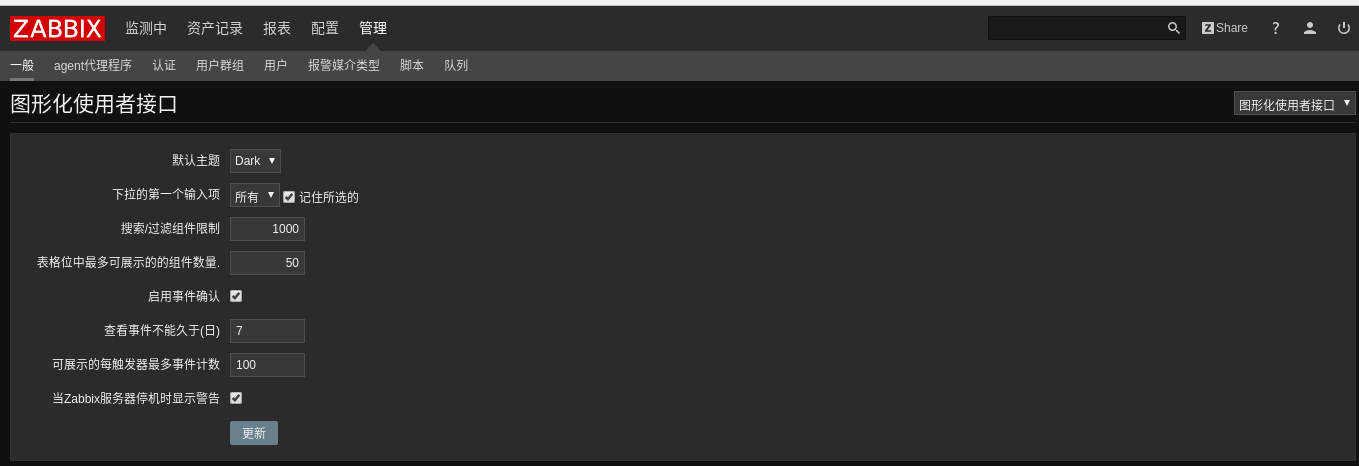 ZABBIX 监测中 资产记录 报表 配置 管理 Z Share ?
一般 agent代理程序 认证 用户群组 用户 报警媒介类型 脚本 队列
图形化使用者接口 图形化使用者接口
默认主题 Dark
下拉的第一个输入项 所有 记住所选的
搜索/过滤组件限制 1000
表格位中最多可展示的的组件数量. 50
启用事件确认
查看事件不能久于(日) 7
可展示的每触发器最多事件计数 100
当Zabbix服务器停机时显示警告
更新